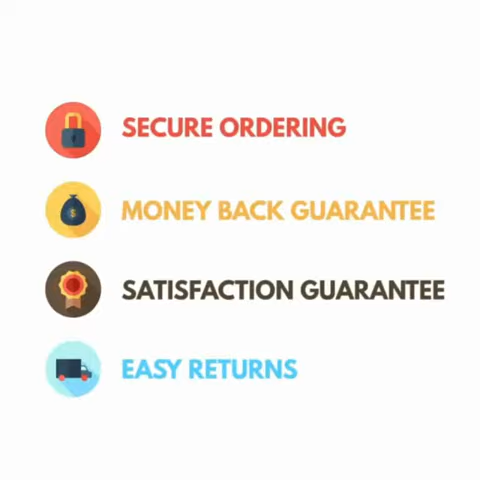 SECURE ORDERING
MONEY BACK GUARANTEE
SATISFACTION GUARANTEE
EASY RETURNS